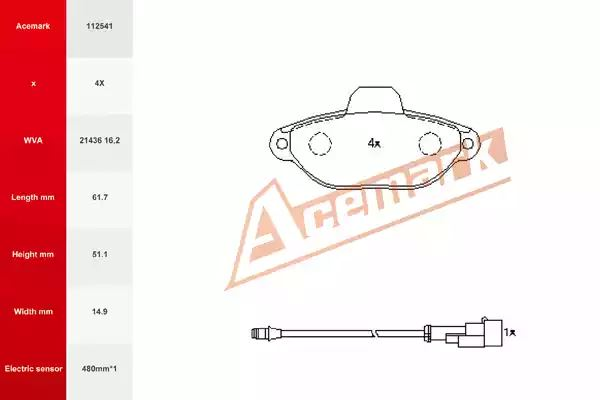 Acemark 112541
x 4X
WVA 21436 16,2
Length mm 61.7
Height mm 51.1
Width mm 14.9
Electric sensor 480mm*1
4x
Acemark
1x